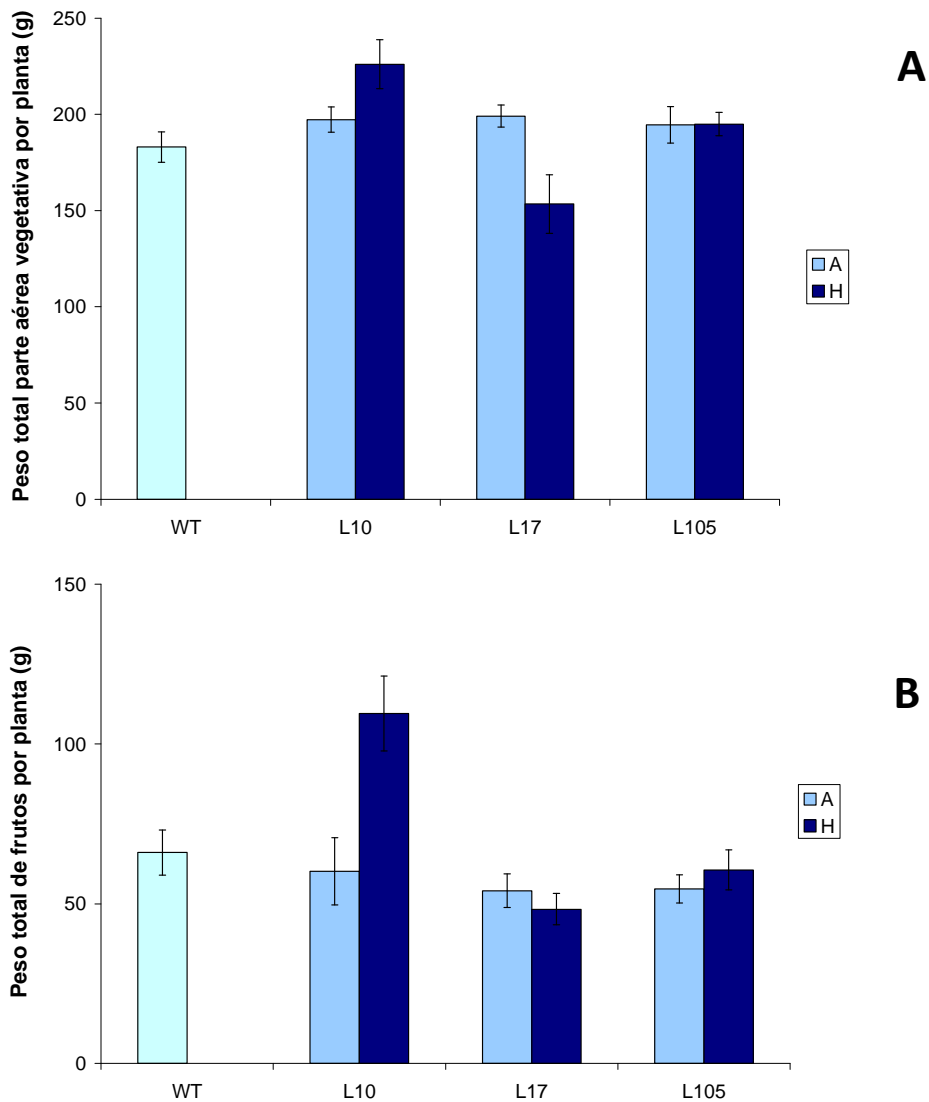 A
Peso total parte aérea vegetativa por planta (g)
250
200
150
100
50
0
A
H
WT L10 L17 L105
B
Peso total de frutos por planta (g)
150
100
50
0
A
H
WT L10 L17 L105